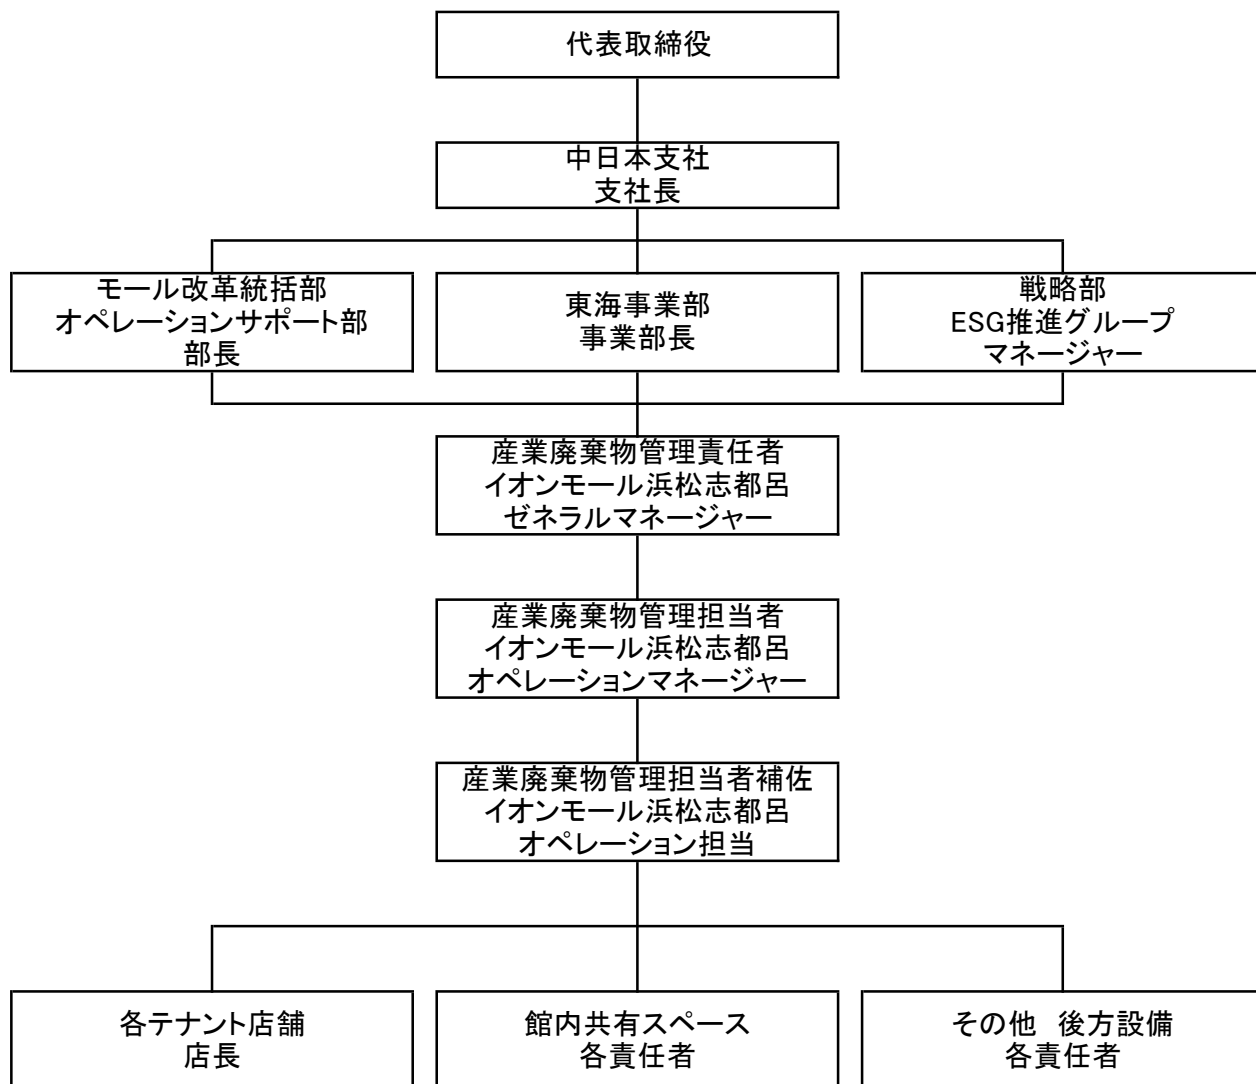 代表取締役
中日本支社
支社長
モール改革統括部
オペレーションサポート部
部長
東海事業部
事業部長
戦略部
ESG推進グループ
マネージャー
産業廃棄物管理責任者
イオンモール浜松志都呂
ゼネラルマネージャー
産業廃棄物管理担当者
イオンモール浜松志都呂
オペレーションマネージャー
産業廃棄物管理担当者補佐
イオンモール浜松志都呂
オペレーション担当
各テナント店舗
店長
館内共有スペース
各責任者
その他　後方設備
各責任者